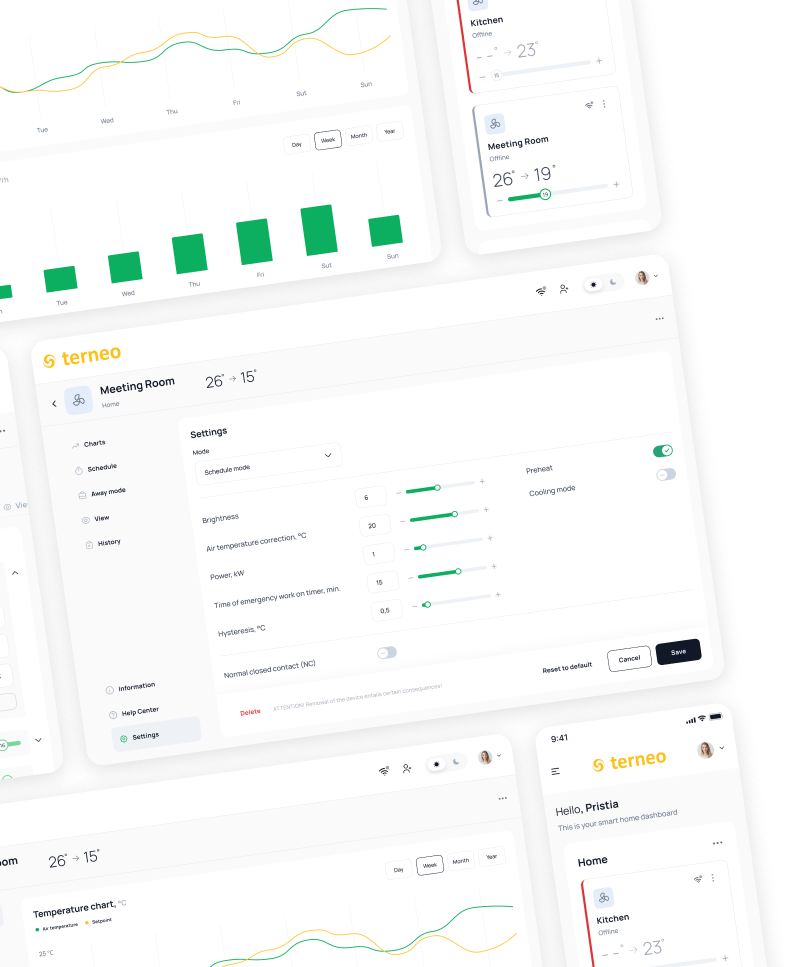 Tue
Wed
Thu
Fri
Sut
Sun
Day
Week
Month
Year
Tue
Wed
Thu
Fri
Sut
Sun
Kitchen
Offline
--° → 23°
15
Meeting Room
Offline
26° → 19°
19
terneo
Meeting Room
Home
26° → 15°
Charts
Schedule
Away mode
View
History
Information
Help Center
Settings
Settings
Mode
Schedule mode
Brightness
6
Air temperature correction, °C
20
Power, kW
1
Time of emergency work on timer, min.
15
Hysteresis, °C
0,5
Normal closed contact (NC)
Preheat
Cooling mode
Delete
ATTENTION! Removal of the device entails certain consequences!
Reset to default
Cancel
Save
26° → 15°
Temperature chart, °C
Air temperature
Setpoint
25 °C
Day
Week
Month
Year
9:41
terneo
Hello, Pristia
This is your smart home dashboard
Home
Kitchen
Offline
--° → 23°